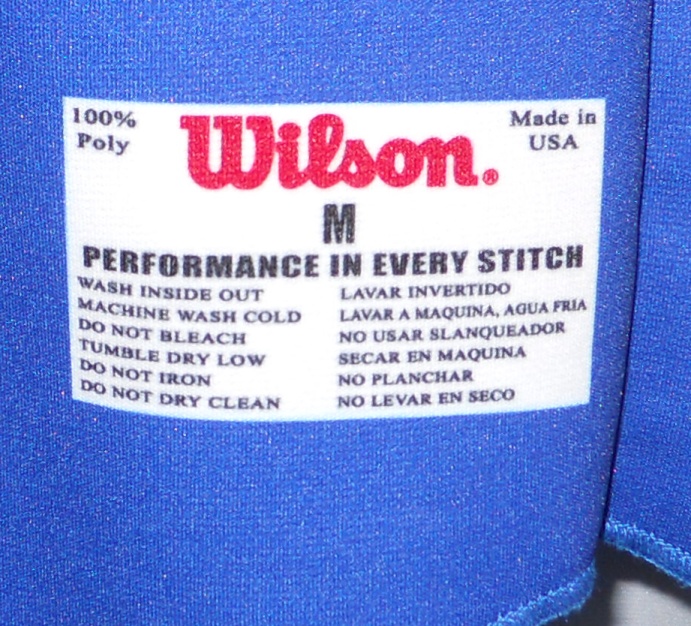 100% Poly
Wilson®
Made in USA
M
PERFORMANCE IN EVERY STITCH
WASH INSIDE OUT
MACHINE WASH COLD
DO NOT BLEACH
TUMBLE DRY LOW
DO NOT IRON
DO NOT DRY CLEAN
LAVAR INVERTIDO
LAVAR A MAQUINA, AGUA FRIA
NO USAR SLANQUEADOR
SECAR EN MAQUINA
NO PLANCHAR
NO LEVAR EN SECO